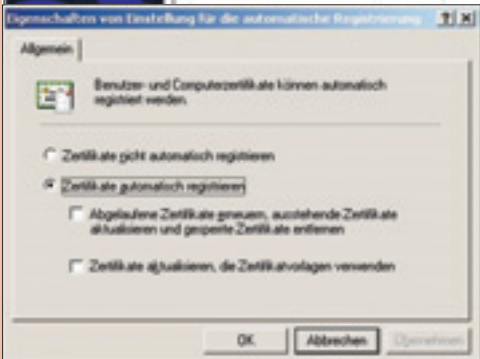 Eigenschaften von Einstellung für die automatische Registrierung
Allgemein
Benutzer- und Computerzertifikate können automatisch
registriert werden.
Zertifikate nicht automatisch registrieren
Zertifikate automatisch registrieren
Abgelaufene Zertifikate erneuern, ausstehende Zertifikate
aktualisieren und gesperrte Zertifikate entfernen
Zertifikate aktualisieren, die Zertifikatvorlagen verwenden
OK
Abbrechen
Übernehmen